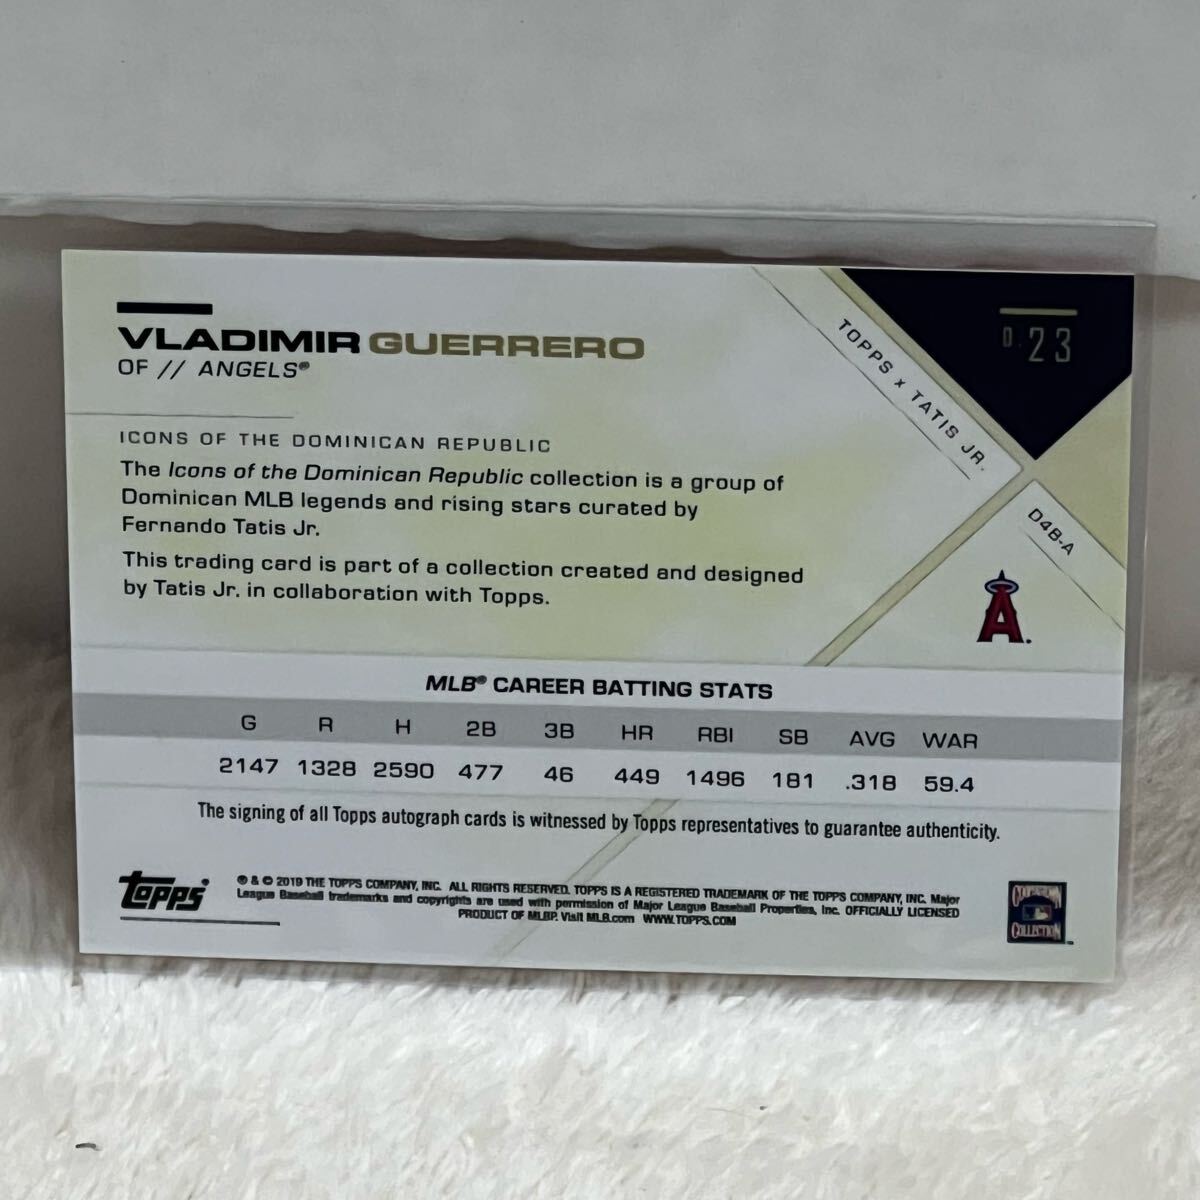 VLADIMIR GUERRERO
OF // ANGELS®
ICONS OF THE DOMINICAN REPUBLIC
The Icons of the Dominican Republic collection is a group of
Dominican MLB legends and rising stars curated by
Fernando Tatis Jr.
This trading card is part of a collection created and designed
by Tatis Jr. in collaboration with Topps.
TOPPS x TATIS JR.
23
D4B-A
A
MLB® CAREER BATTING STATS
G R H 2B 3B HR RBI SB AVG WAR
2147 1328 2590 477 46 449 1496 181 .318 59.4
The signing of all Topps autograph cards is witnessed by Topps representatives to guarantee authenticity.
topps®
® & © 2019 THE TOPPS COMPANY, INC. ALL RIGHTS RESERVED. TOPPS IS A REGISTERED TRADEMARK OF THE TOPPS COMPANY, INC. Major
League Baseball trademarks and copyrights are used with permission of Major League Baseball Properties, Inc. OFFICIALLY LICENSED
PRODUCT OF MLBP. Visit MLB.com WWW.TOPPS.COM
COLLECTION